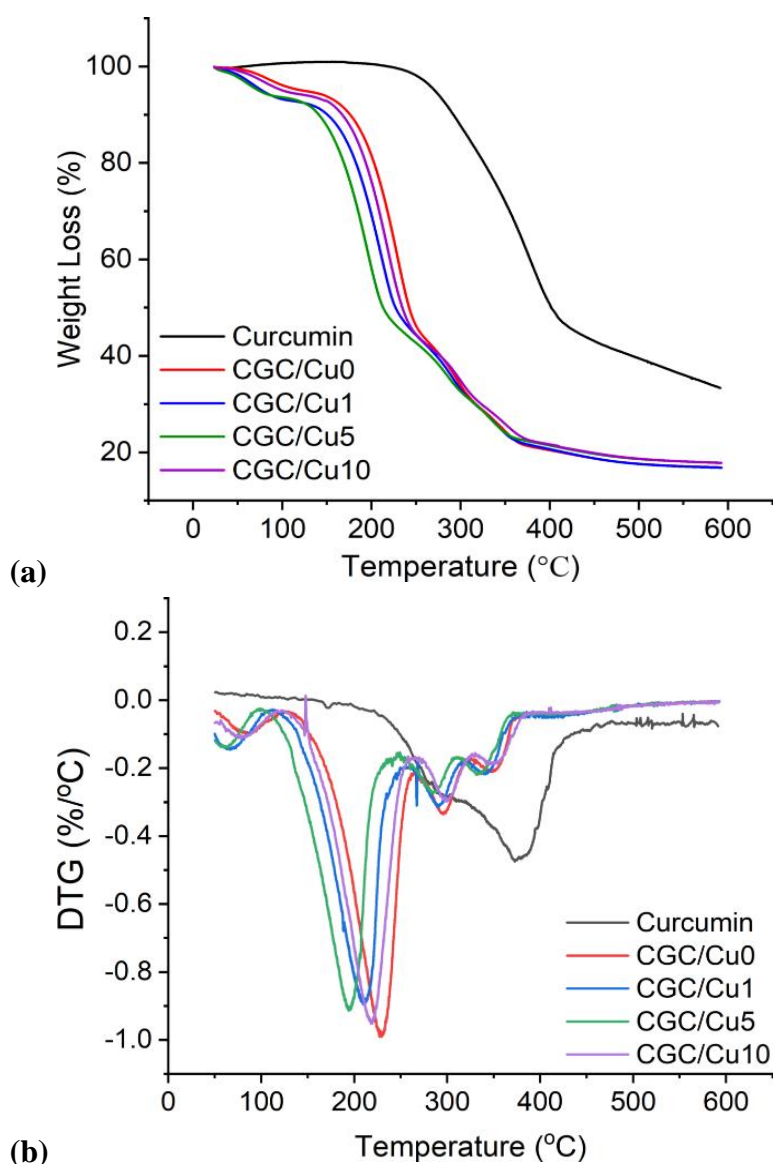 100
80
60
40
20
Weight Loss (%)
Curcumin
CGC/Cu0
CGC/Cu1
CGC/Cu5
CGC/Cu10
0 100 200 300 400 500 600
Temperature (°C)
(a)
0.2
0.0
-0.2
-0.4
-0.6
-0.8
-1.0
DTG (%/°C)
Curcumin
CGC/Cu0
CGC/Cu1
CGC/Cu5
CGC/Cu10
0 100 200 300 400 500 600
Temperature (°C)
(b)